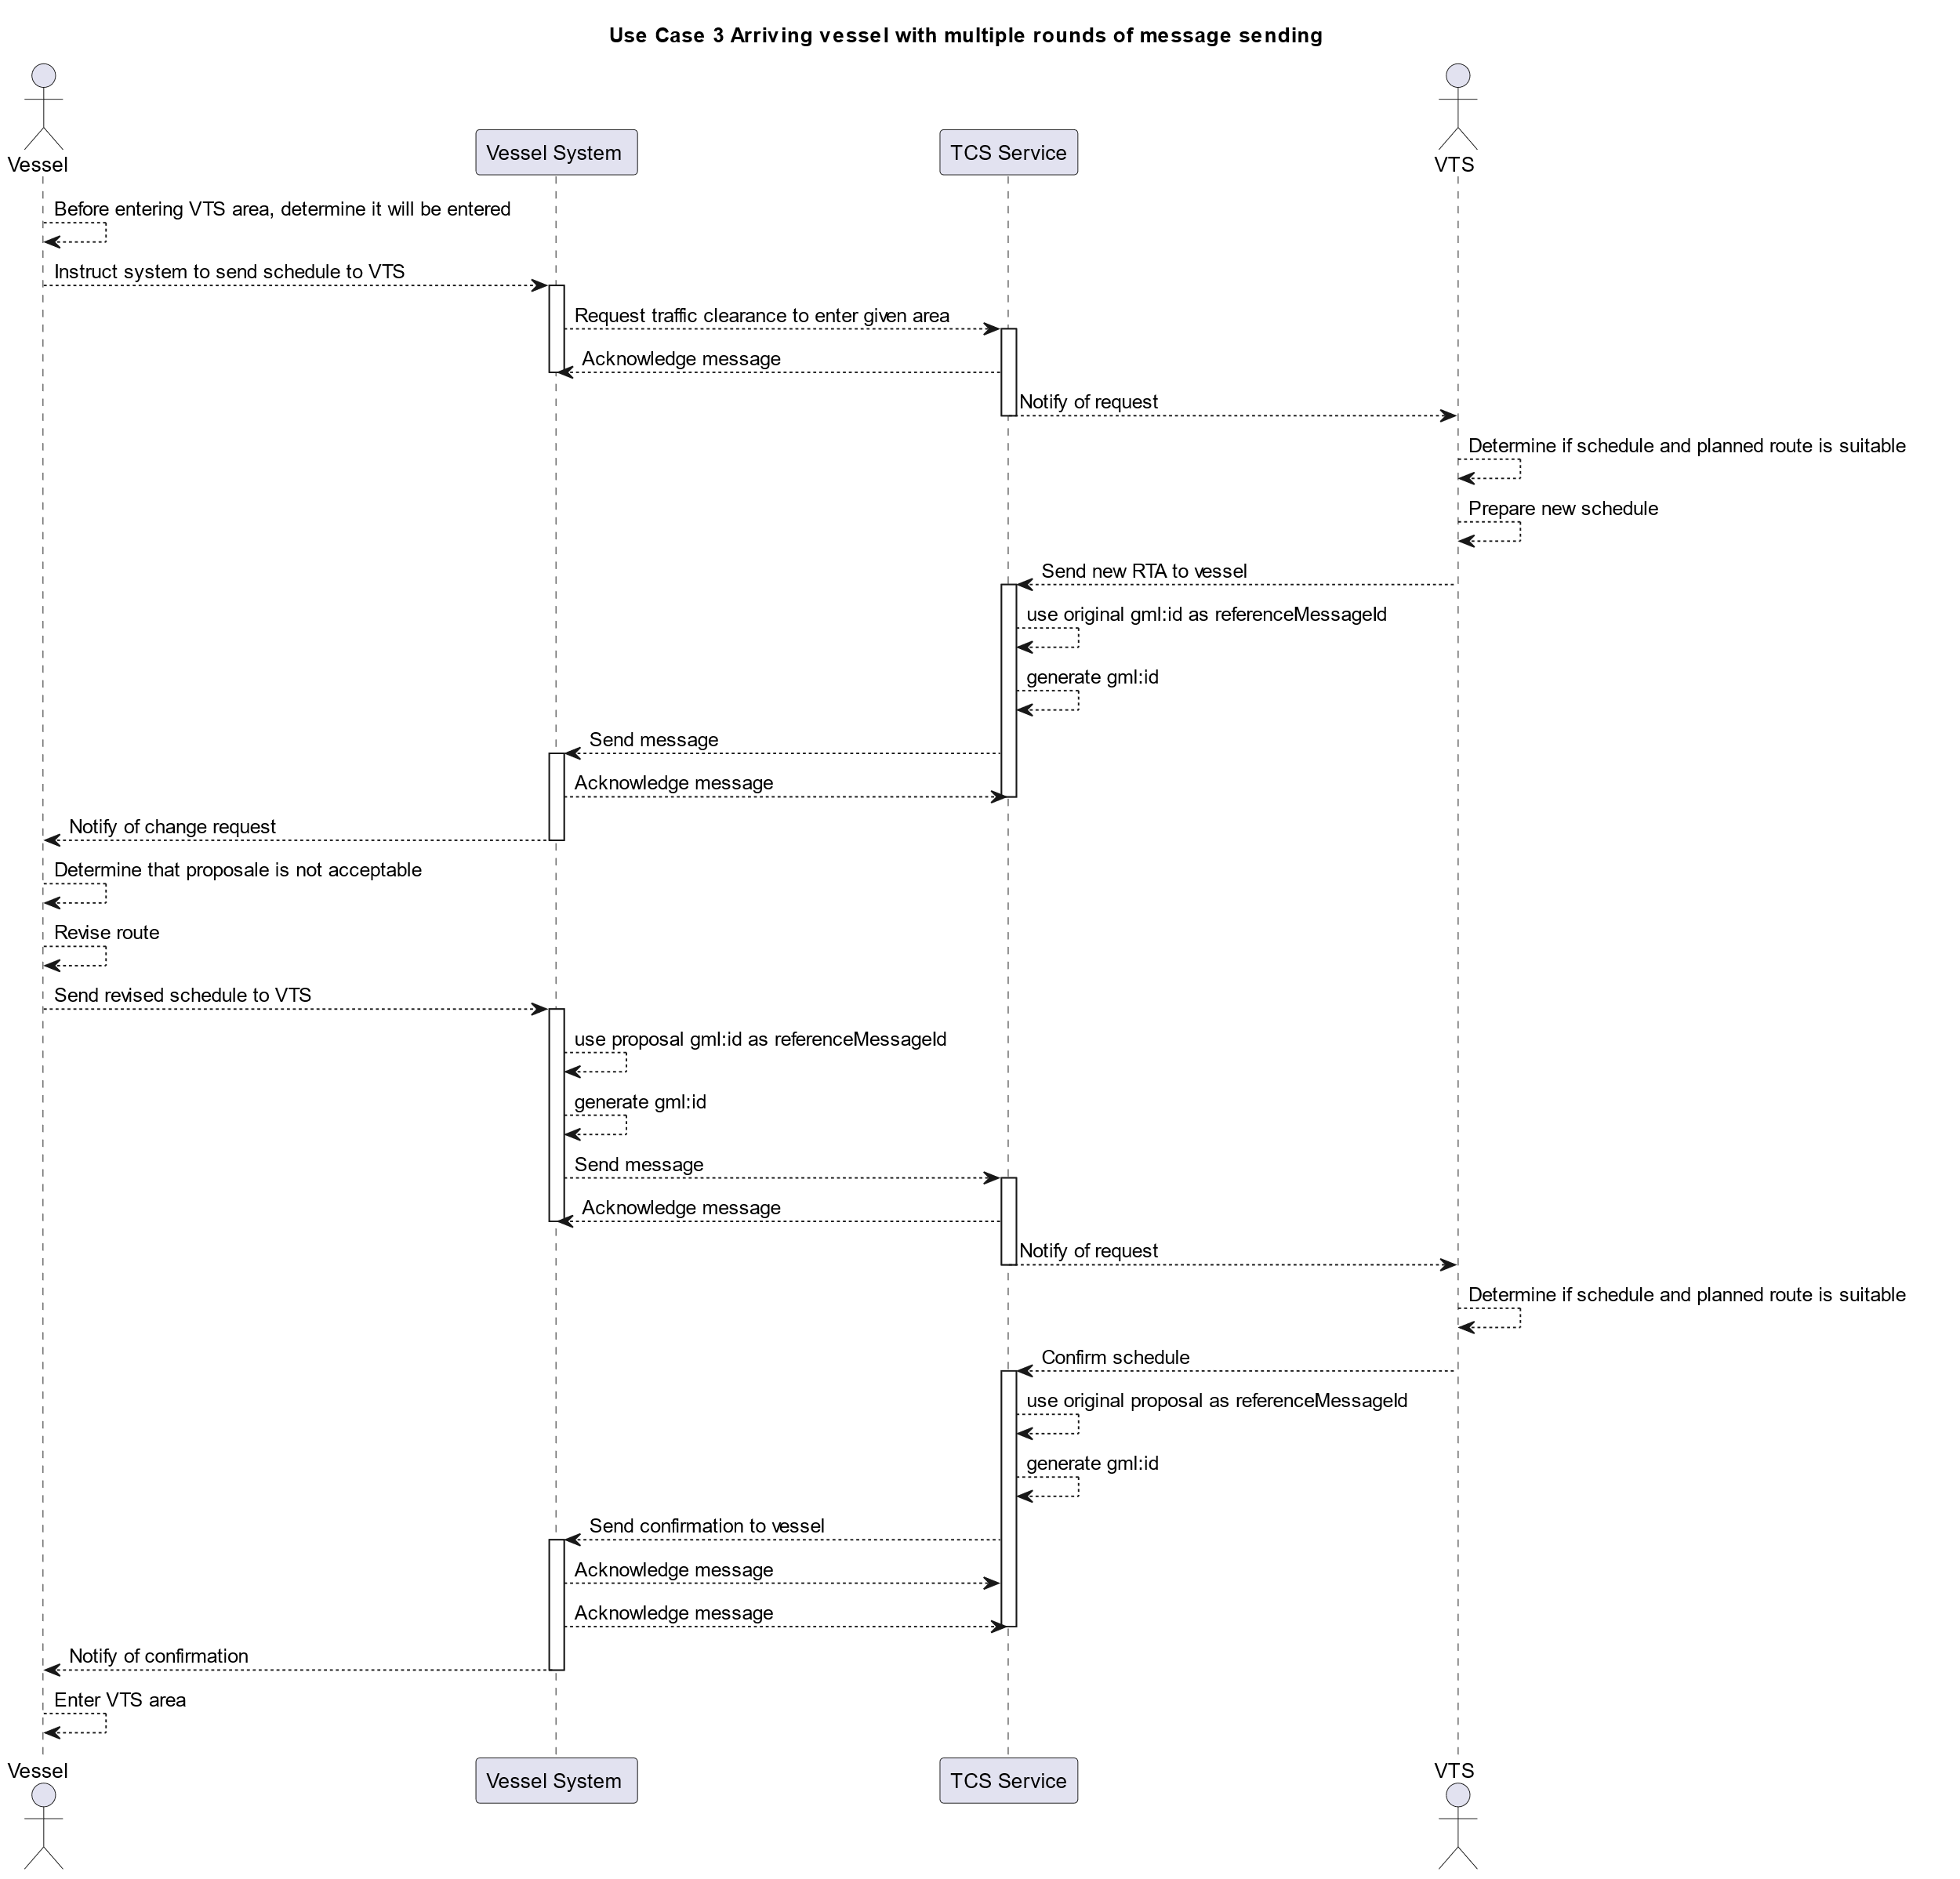 Use Case 3 Arriving vessel with multiple rounds of message sending
Vessel
Vessel System
TCS Service
VTS
Before entering VTS area, determine it will be entered
Instruct system to send schedule to VTS
Request traffic clearance to enter given area
Acknowledge message
Notify of request
Determine if schedule and planned route is suitable
Prepare new schedule
Send new RTA to vessel
use original gml:id as referenceMessageId
generate gml:id
Send message
Acknowledge message
Notify of change request
Determine that proposale is not acceptable
Revise route
Send revised schedule to VTS
use proposal gml:id as referenceMessageId
generate gml:id
Send message
Acknowledge message
Notify of request
Determine if schedule and planned route is suitable
Confirm schedule
use original proposal as referenceMessageId
generate gml:id
Send confirmation to vessel
Acknowledge message
Acknowledge message
Notify of confirmation
Enter VTS area
Vessel
Vessel System
TCS Service
VTS